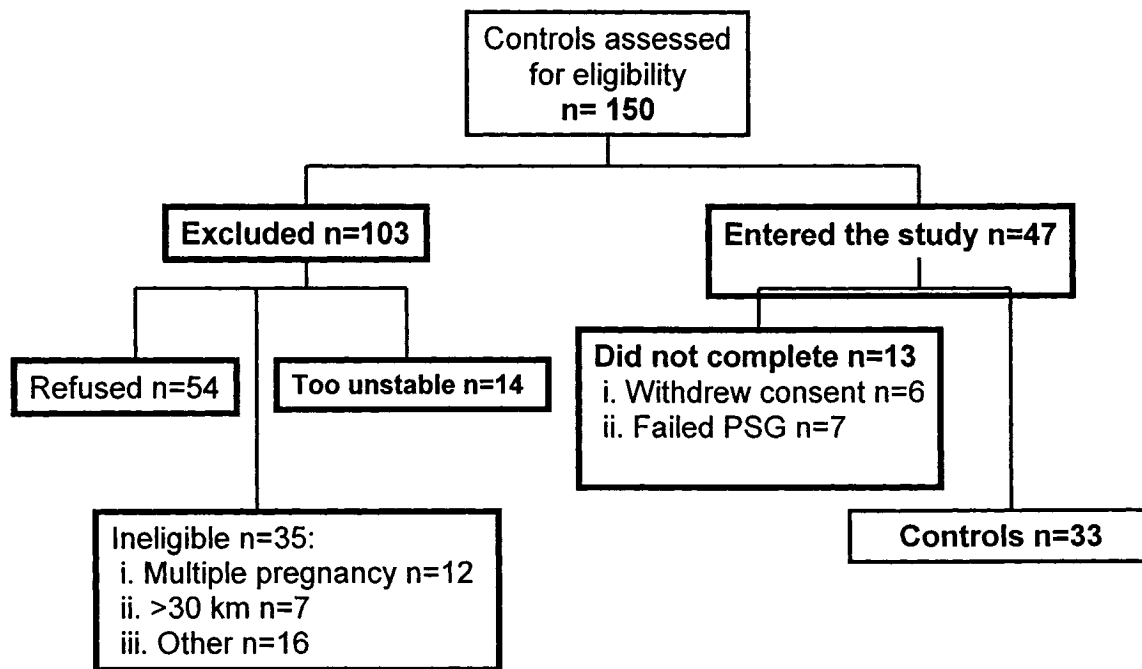 Controls assessed
for eligibility
n= 150
Excluded n=103
Entered the study n=47
Refused n=54
Too unstable n=14
Did not complete n=13
i. Withdrew consent n=6
ii. Failed PSG n=7
Ineligible n=35:
i. Multiple pregnancy n=12
ii. >30 km n=7
iii. Other n=16
Controls n=33